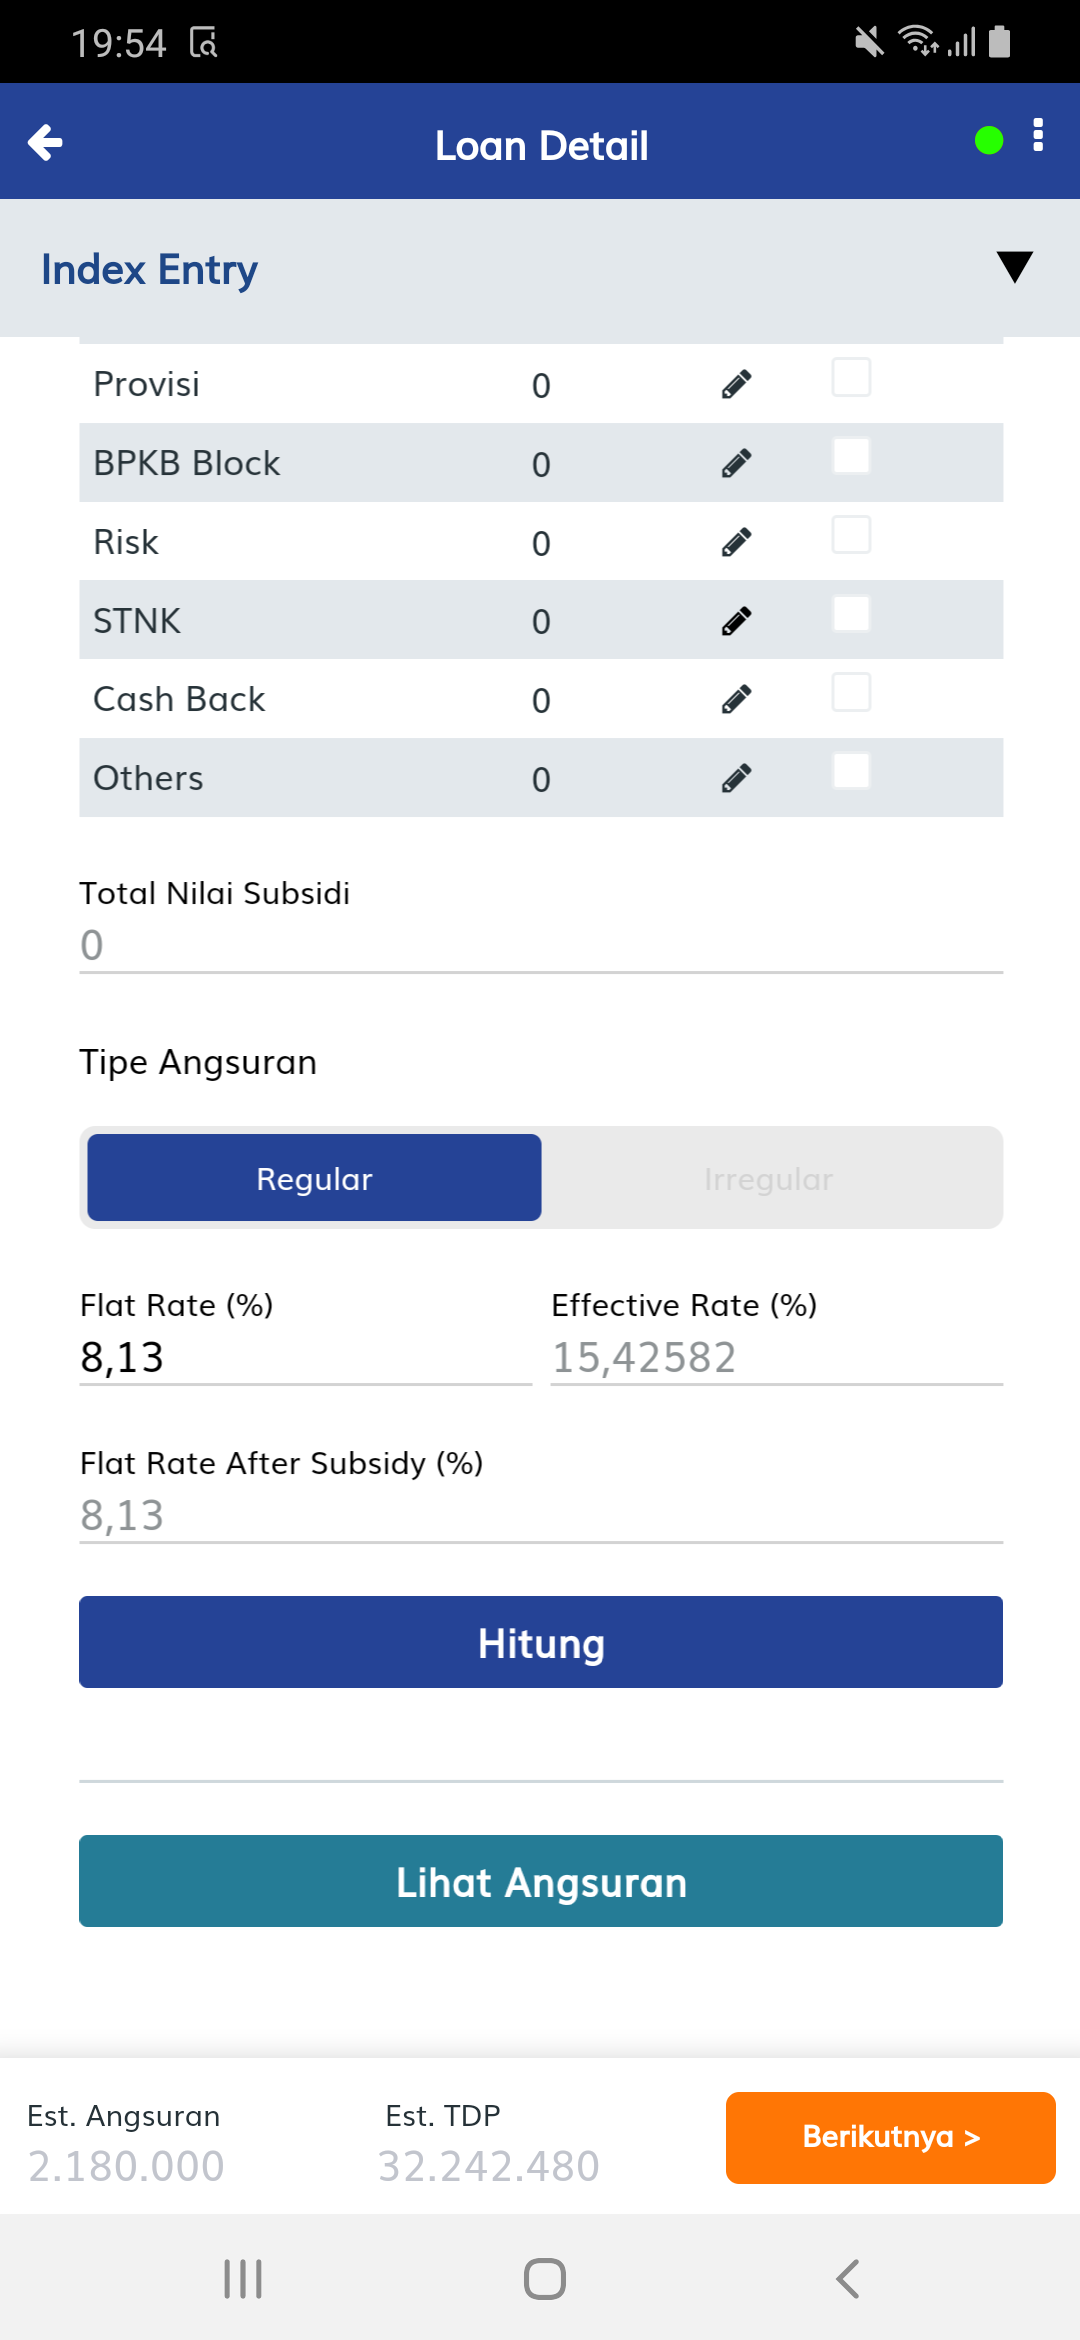 19:54
Loan Detail
Index Entry
Provisi 0
BPKB Block 0
Risk 0
STNK 0
Cash Back 0
Others 0
Total Nilai Subsidi
0
Tipe Angsuran
Regular Irregular
Flat Rate (%) Effective Rate (%)
8,13 15,42582
Flat Rate After Subsidy (%)
8,13
Hitung
Lihat Angsuran
Est. Angsuran Est. TDP
2.180.000 32.242.480
Berikutnya >